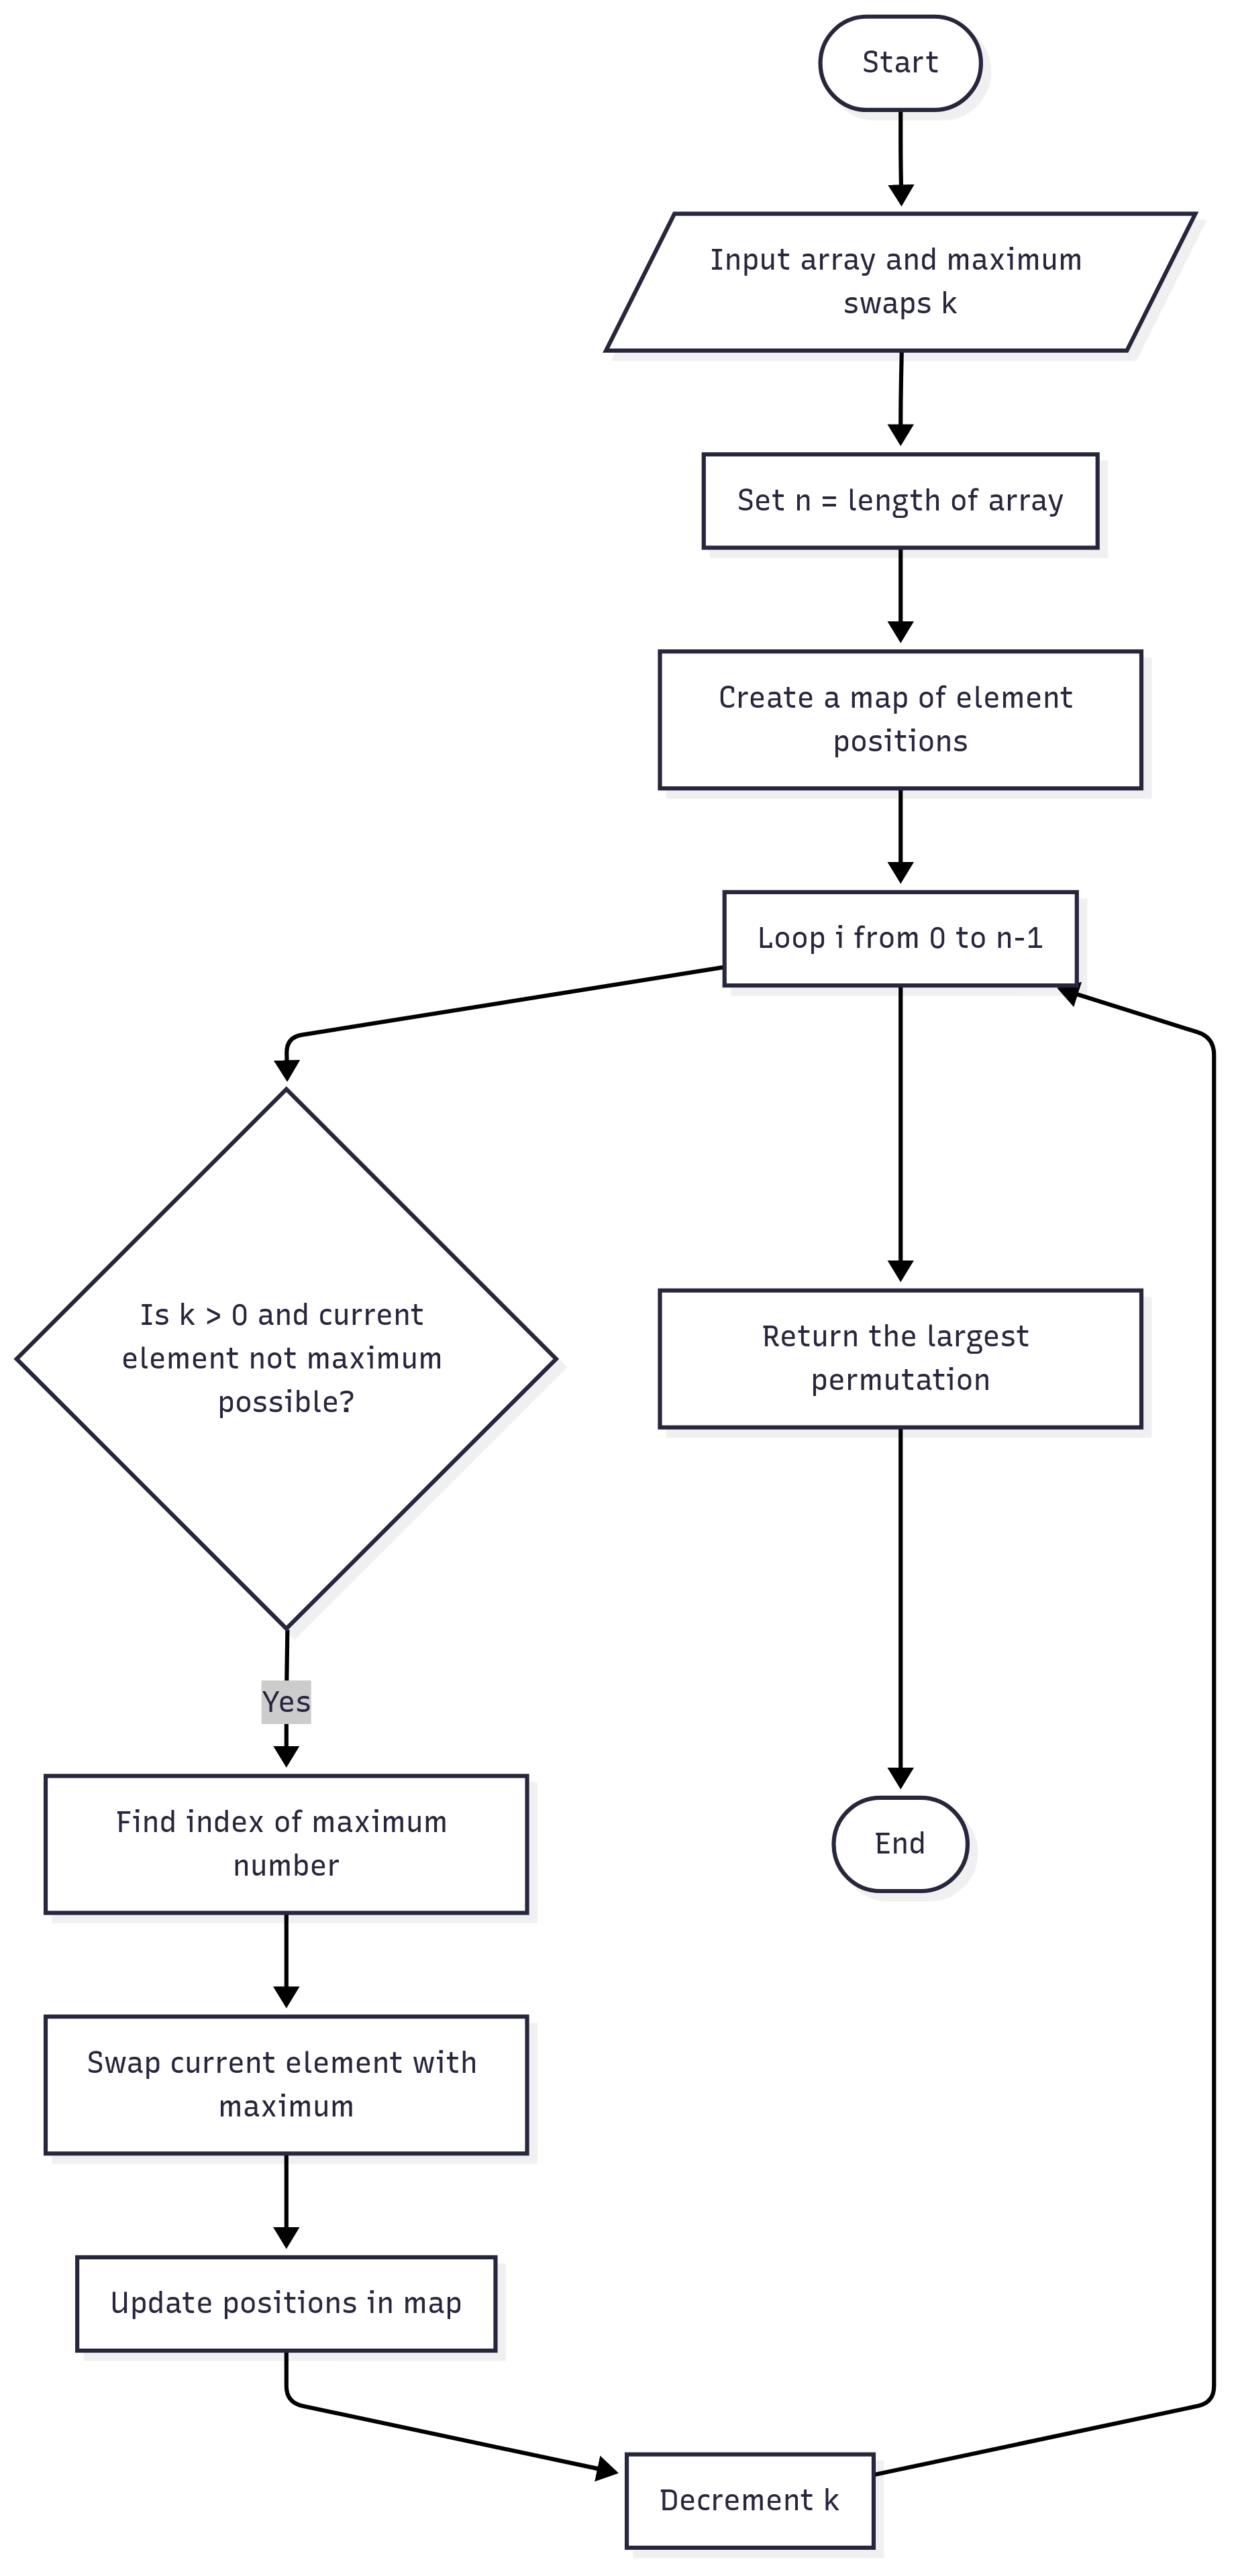 Start
Input array and maximum
swaps k
Set n = length of array
Create a map of element
positions
Loop i from 0 to n-1
Is k > 0 and current
element not maximum
possible?
Return the largest
permutation
Yes
Find index of maximum
number
End
Swap current element with
maximum
Update positions in map
Decrement k